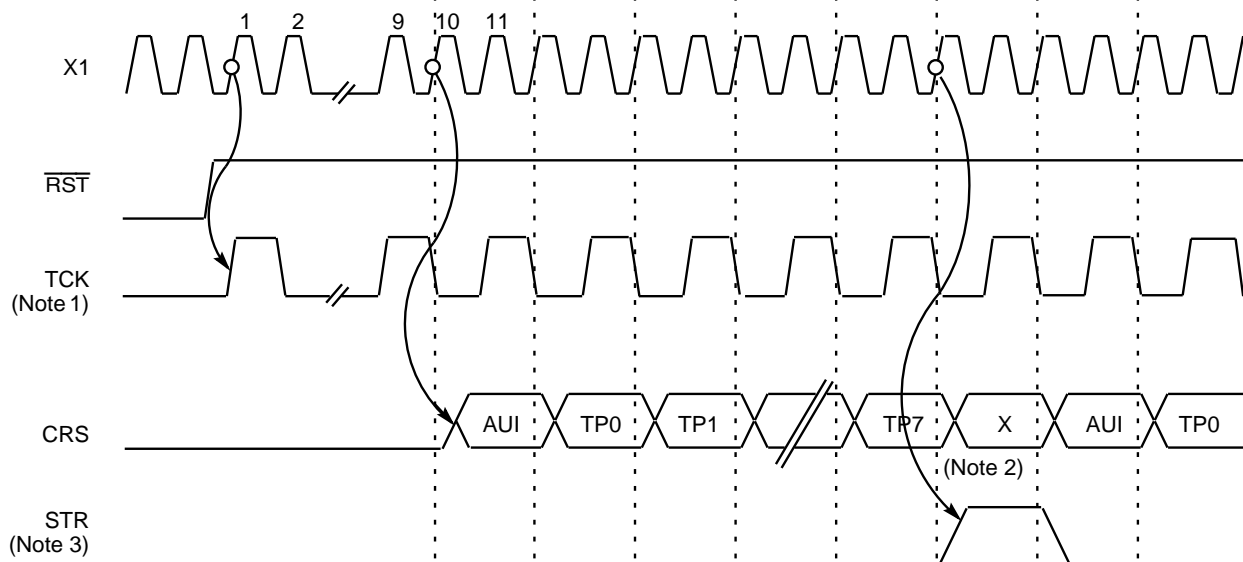 1 2 9 10 11
X1
RST
TCK
(Note 1)
CRS AUI TP0 TP1 TP7 X AUI TP0
(Note 2)
STR
(Note 3)